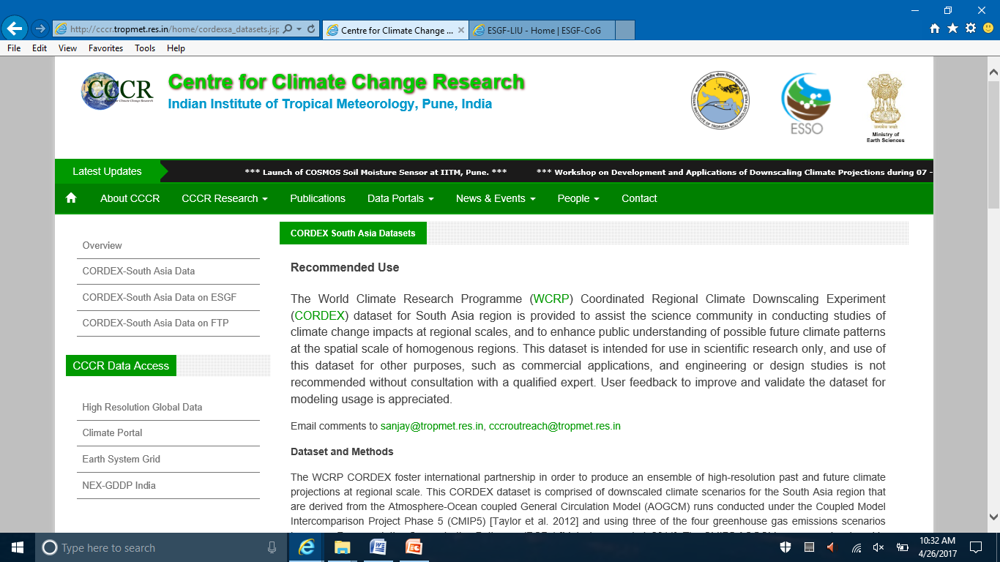 http://cccr.tropmet.res.in/home/cordexsa_datasets.jsp
Centre for Climate Change ...
ESGF-LIU - Home | ESGF-CoG
File Edit View Favorites Tools Help
CCCR
Centre for Climate Change Research
Indian Institute of Tropical Meteorology, Pune, India
ESSO
Ministry of
Earth Sciences
Latest Updates
*** Launch of COSMOS Soil Moisture Sensor at IITM, Pune. *** *** Workshop on Development and Applications of Downscaling Climate Projections during 07 -
About CCCR CCCR Research Publications Data Portals News & Events People Contact
Overview
CORDEX-South Asia Data
CORDEX-South Asia Data on ESGF
CORDEX-South Asia Data on FTP
CCCR Data Access
High Resolution Global Data
Climate Portal
Earth System Grid
NEX-GDDP India
CORDEX South Asia Datasets
Recommended Use
The World Climate Research Programme (WCRP) Coordinated Regional Climate Downscaling Experiment
(CORDEX) dataset for South Asia region is provided to assist the science community in conducting studies of
climate change impacts at regional scales, and to enhance public understanding of possible future climate patterns
at the spatial scale of homogenous regions. This dataset is intended for use in scientific research only, and use of
this dataset for other purposes, such as commercial applications, and engineering or design studies is not
recommended without consultation with a qualified expert. User feedback to improve and validate the dataset for
modeling usage is appreciated.
Email comments to sanjay@tropmet.res.in, cccroutreach@tropmet.res.in
Dataset and Methods
The WCRP CORDEX foster international partnership in order to produce an ensemble of high-resolution past and future climate
projections at regional scale. This CORDEX dataset is comprised of downscaled climate scenarios for the South Asia region that
are derived from the Atmosphere-Ocean coupled General Circulation Model (AOGCM) runs conducted under the Coupled Model
Intercomparison Project Phase 5 (CMIP5) [Taylor et al. 2012] and using three of the four greenhouse gas emissions scenarios
Type here to search
10:32 AM
4/26/2017